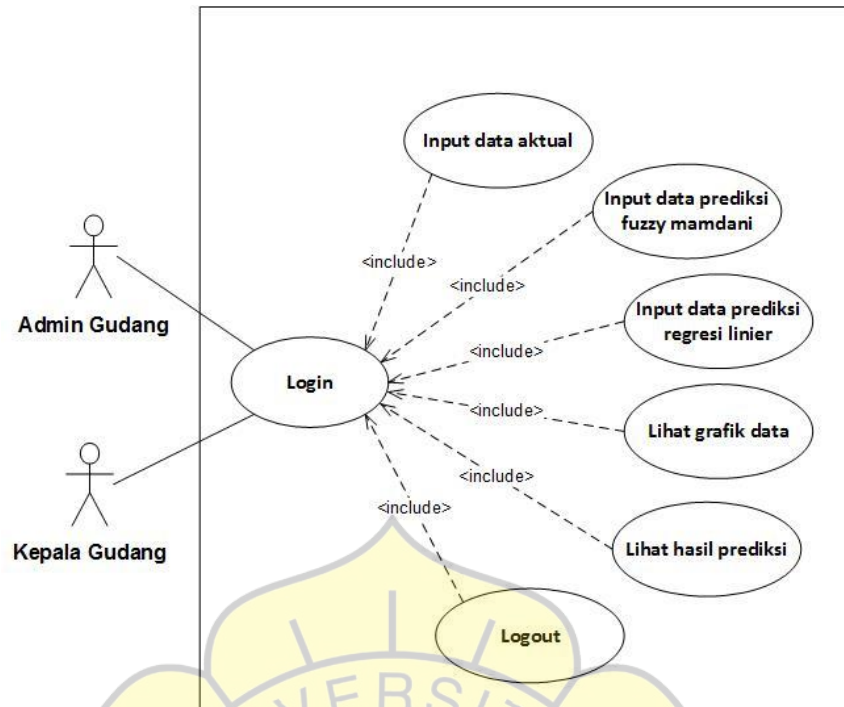 Input data aktual
Input data prediksi
fuzzy mamdani
<include>
<include>
Admin Gudang
Input data prediksi
regresi linier
<include>
Login
<include>
Lihat grafik data
Kepala Gudang
<include>
<include>
Lihat hasil prediksi
Logout
VERSIT